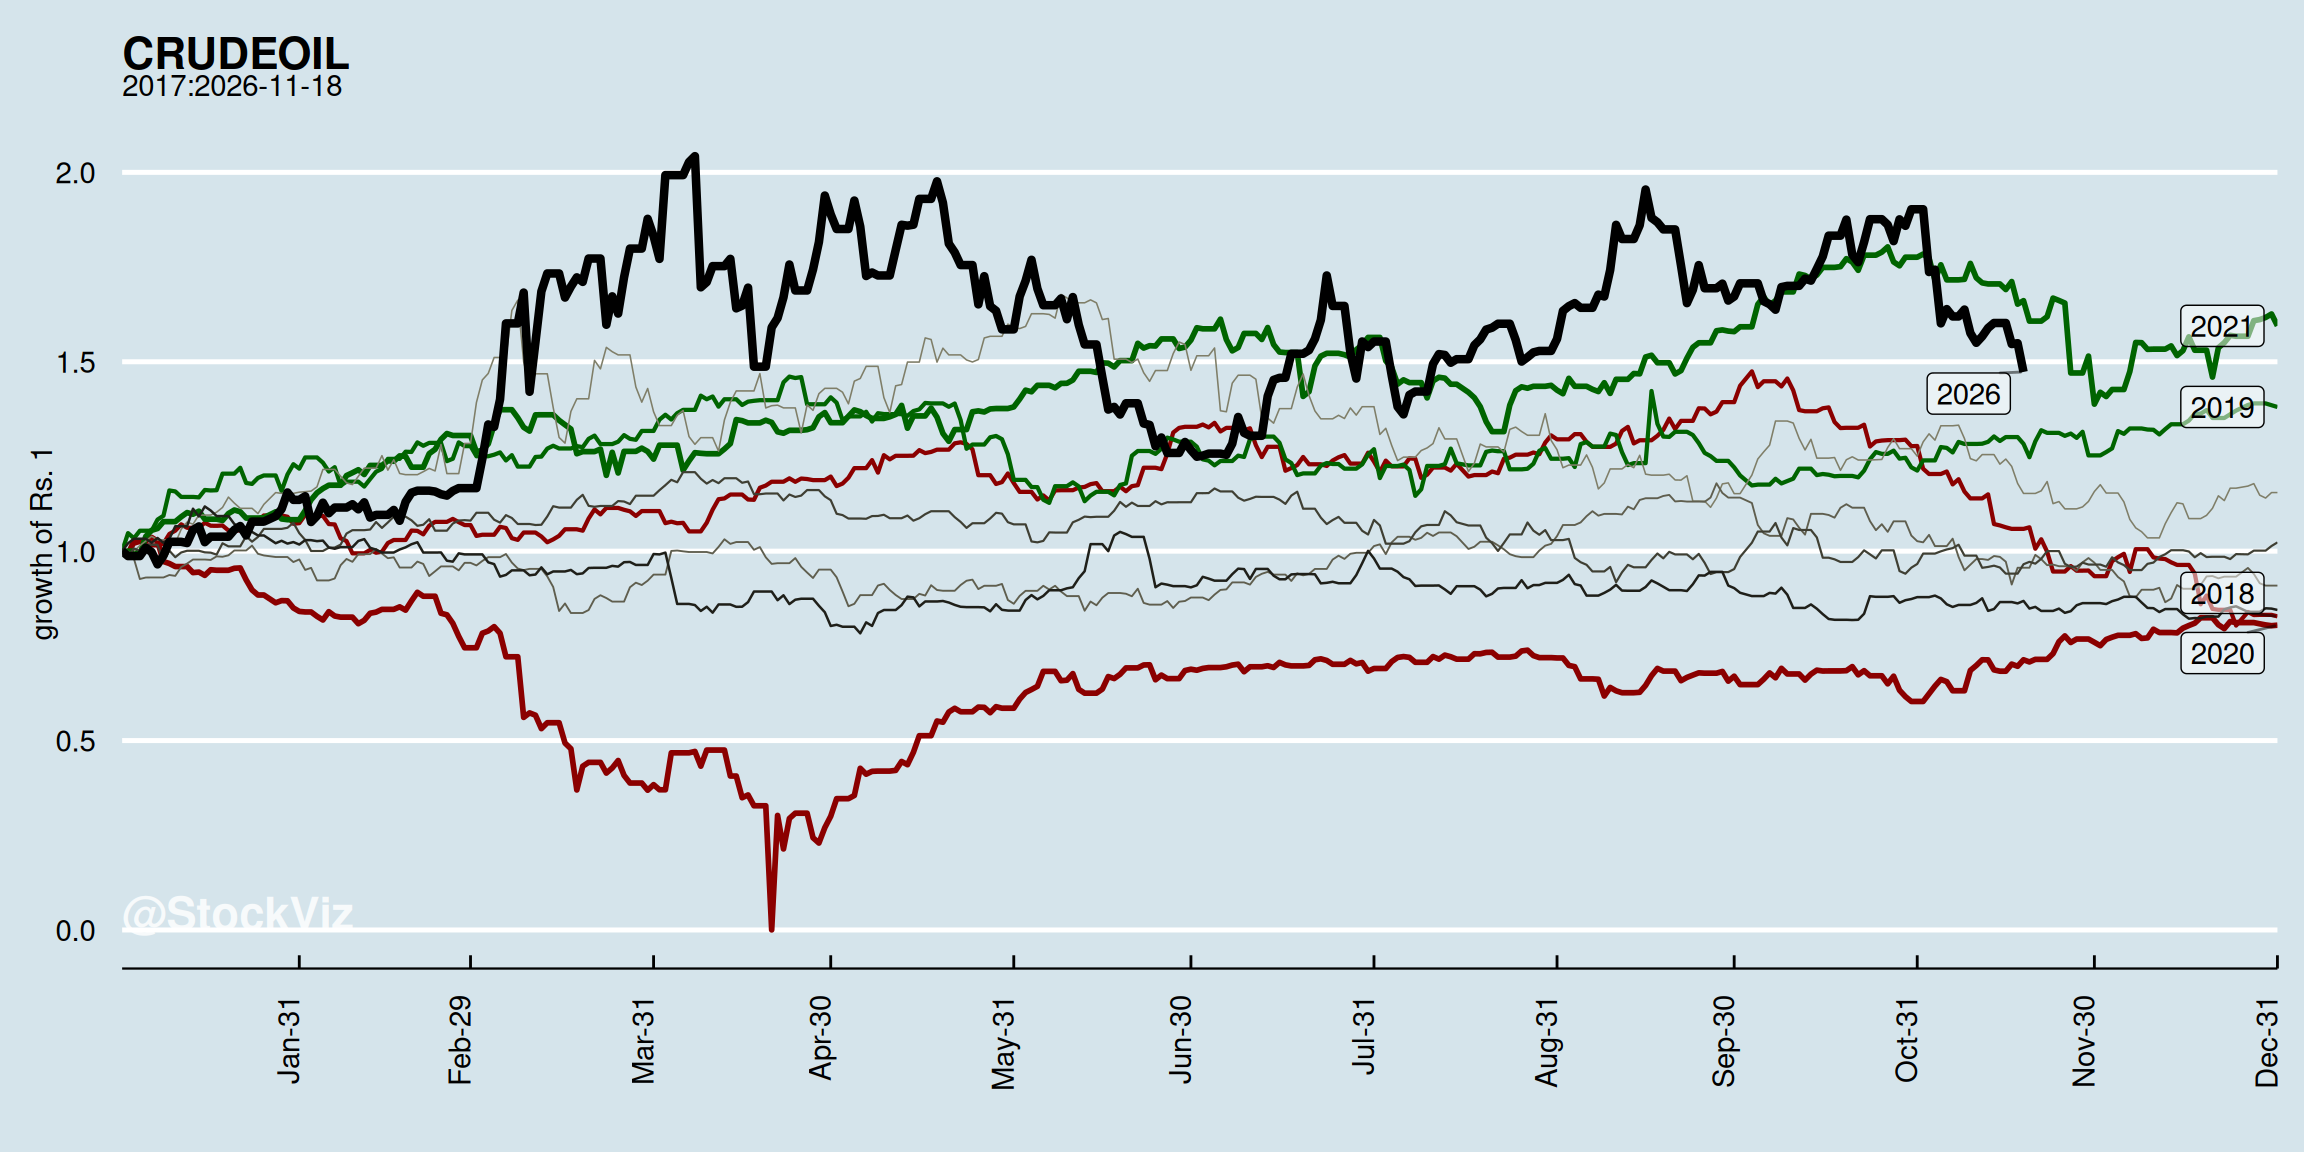 CRUDEOIL
2017:2026-11-18
growth of Rs. 1
2.0
1.5
1.0
0.5
0.0
2021
2026
2019
2018
2020
@StockViz
Jan-31
Feb-29
Mar-31
Apr-30
May-31
Jun-30
Jul-31
Aug-31
Sep-30
Oct-31
Nov-30
Dec-31